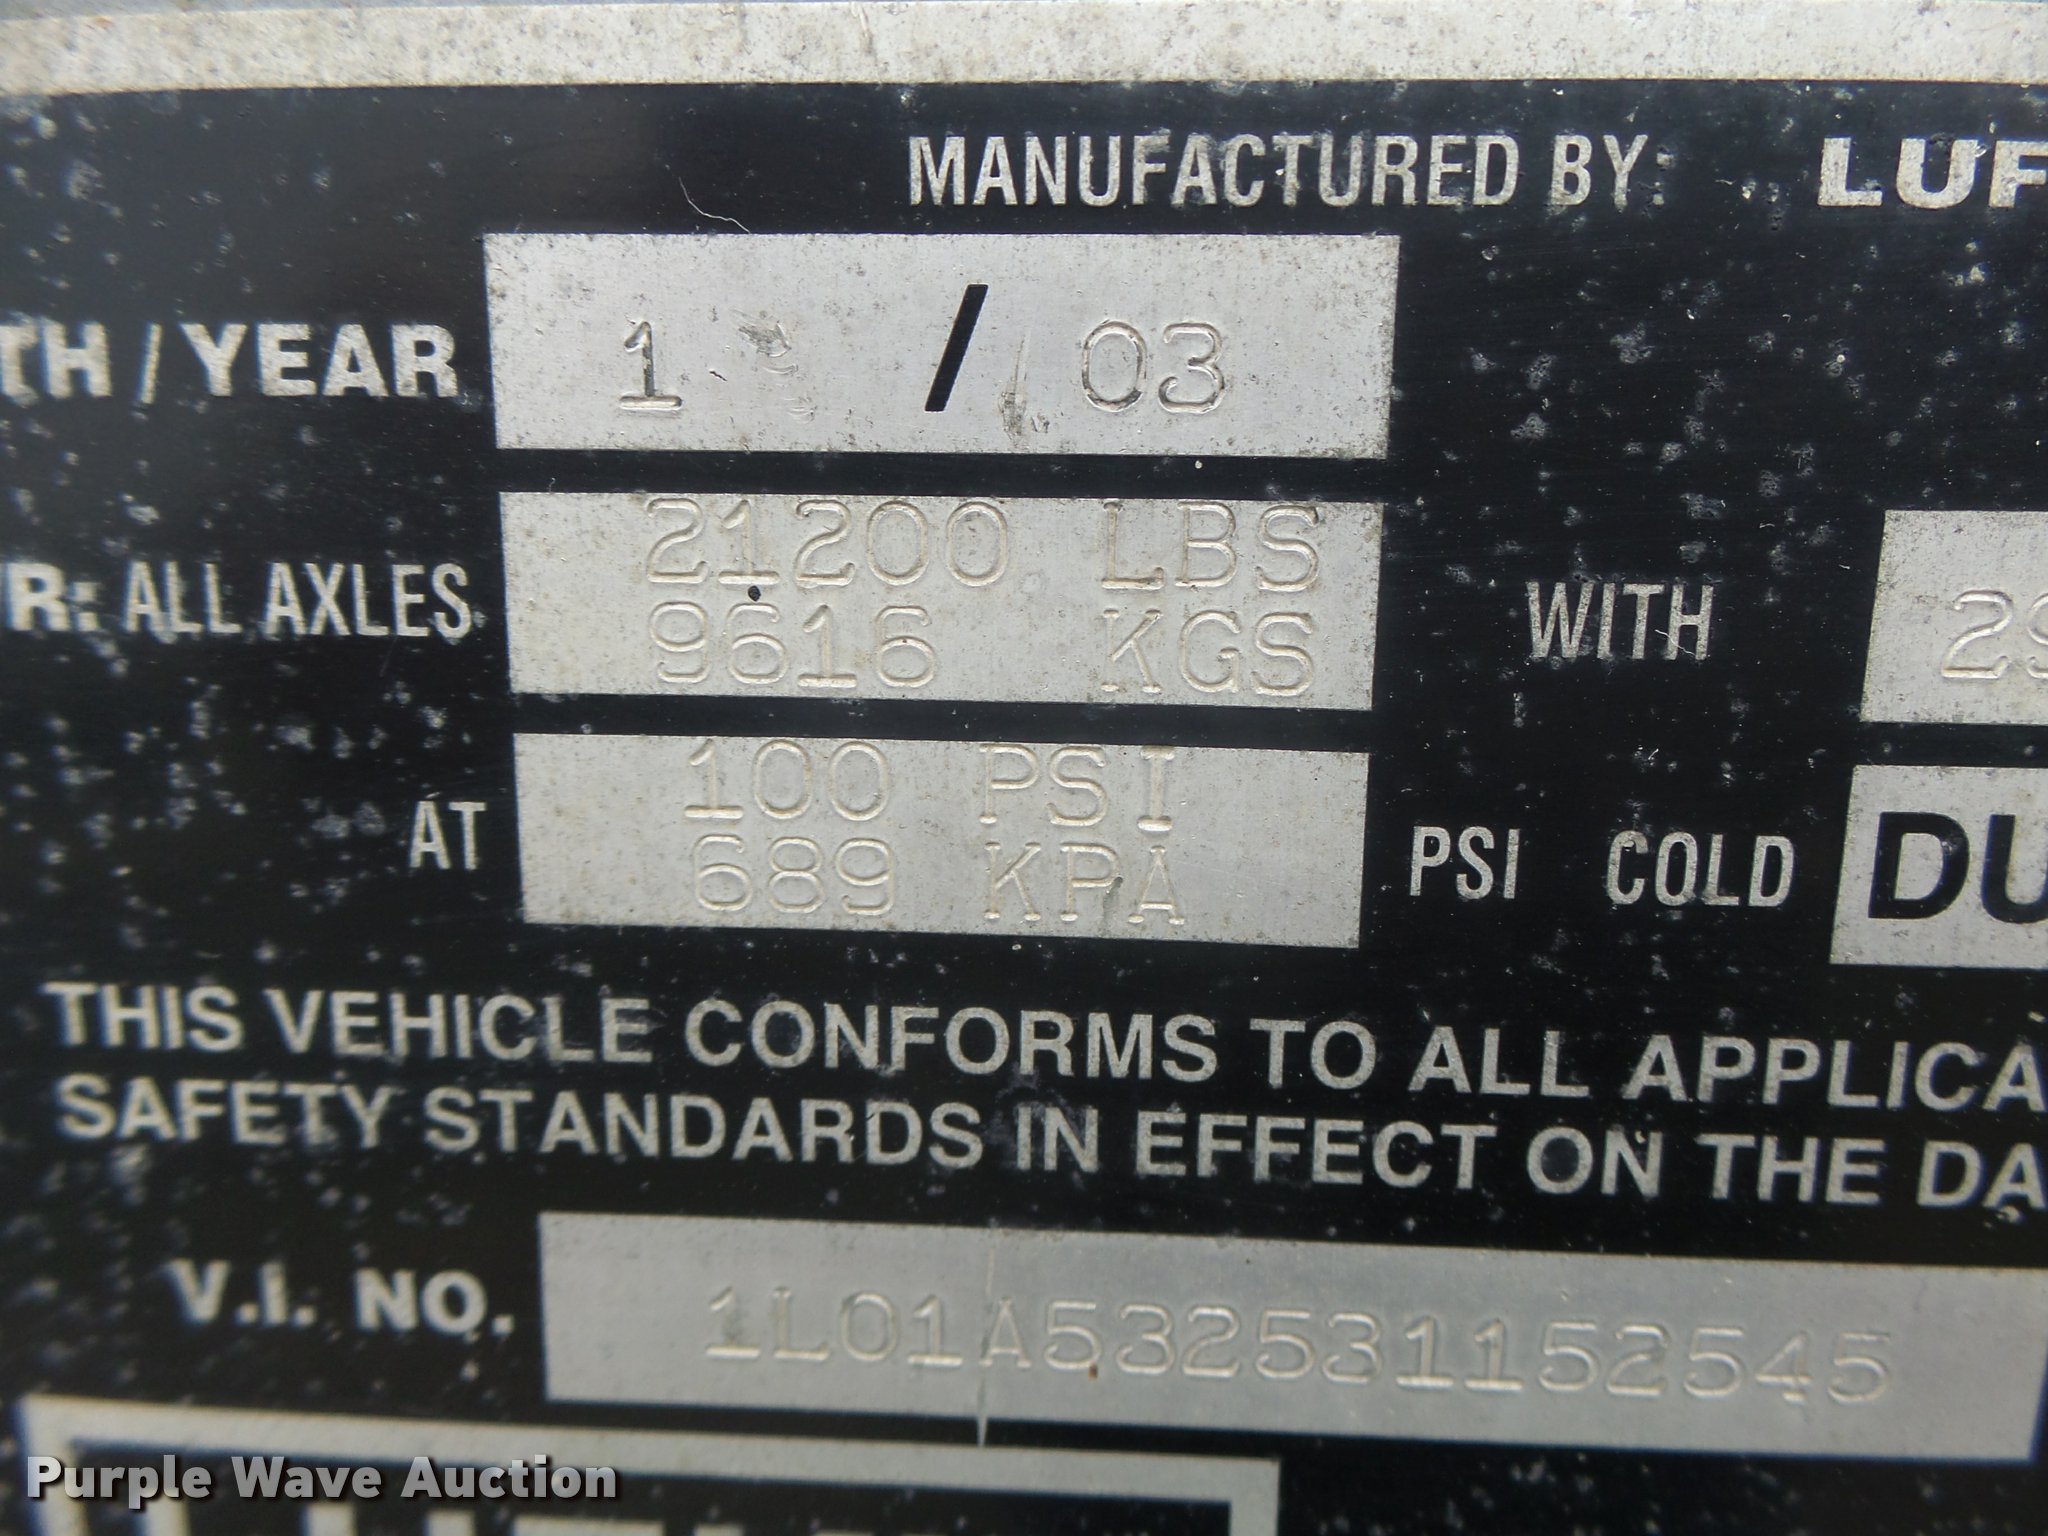 MANUFACTURED BY: LUF
TH / YEAR 1 / 03
R: ALL AXLES 21200 LBS
9616 KGS WITH 29
AT 100 PSI
689 KPA PSI COLD DU
THIS VEHICLE CONFORMS TO ALL APPLICA
SAFETY STANDARDS IN EFFECT ON THE DA
V.I. NO. 1L01A532531152545
Purple Wave Auction